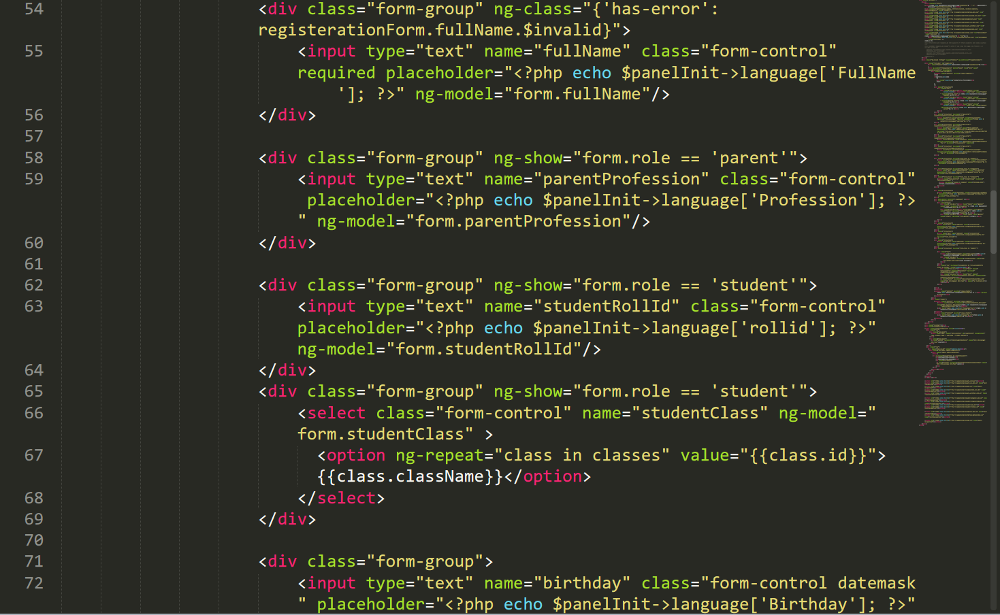 54 <div class="form-group" ng-class="{'has-error':
registerationForm.fullName.$invalid}">
55 <input type="text" name="fullName" class="form-control"
required placeholder="<?php echo $panelInit->language['FullName
']; ?>" ng-model="form.fullName"/>
56 </div>
57
58 <div class="form-group" ng-show="form.role == 'parent'">
59 <input type="text" name="parentProfession" class="form-control"
placeholder="<?php echo $panelInit->language['Profession']; ?>
" ng-model="form.parentProfession"/>
60 </div>
61
62 <div class="form-group" ng-show="form.role == 'student'">
63 <input type="text" name="studentRollId" class="form-control"
placeholder="<?php echo $panelInit->language['rollid']; ?>"
ng-model="form.studentRollId"/>
64 </div>
65 <div class="form-group" ng-show="form.role == 'student'">
66 <select class="form-control" name="studentClass" ng-model="
form.studentClass" >
67 <option ng-repeat="class in classes" value="{{class.id}}">
{{class.className}}</option>
68 </select>
69 </div>
70
71 <div class="form-group">
72 <input type="text" name="birthday" class="form-control datemask
" placeholder="<?php echo $panelInit->language['Birthday']; ?>"